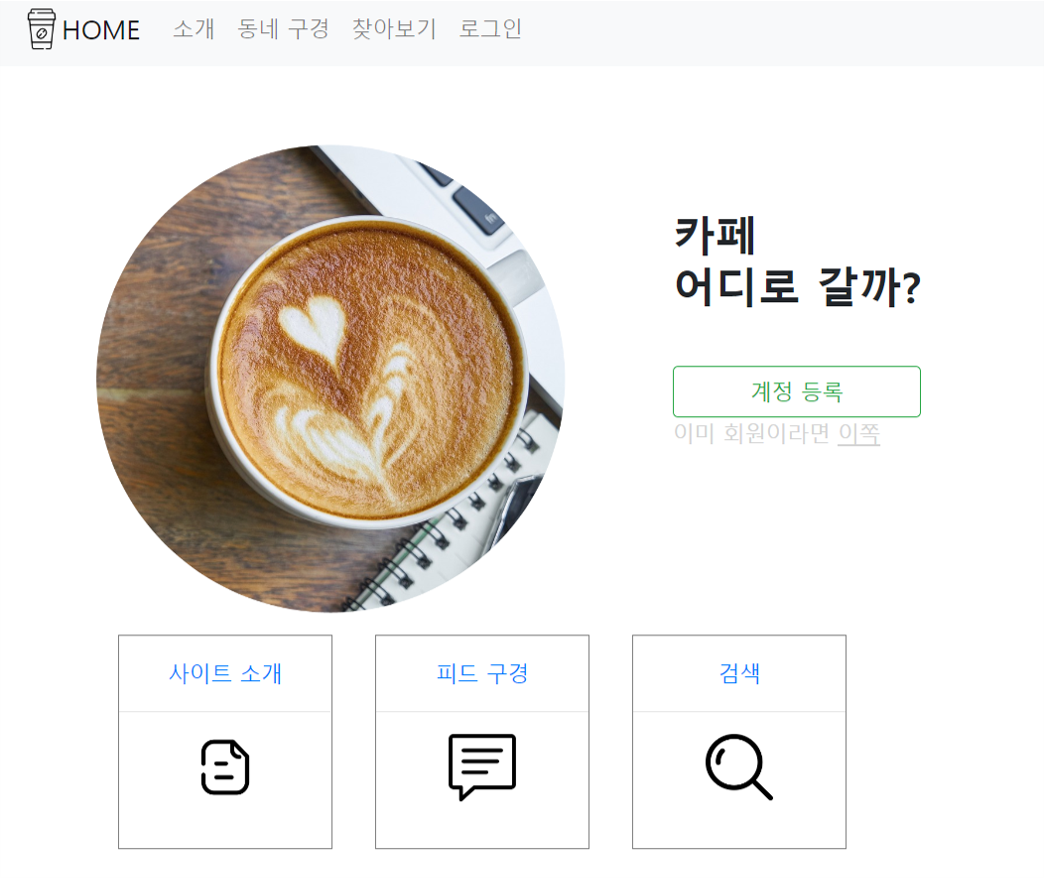 HOME 소개 동네 구경 찾아보기 로그인
fn
카페
어디로 갈까?
계정 등록
이미 회원이라면 이쪽
사이트 소개 피드 구경 검색